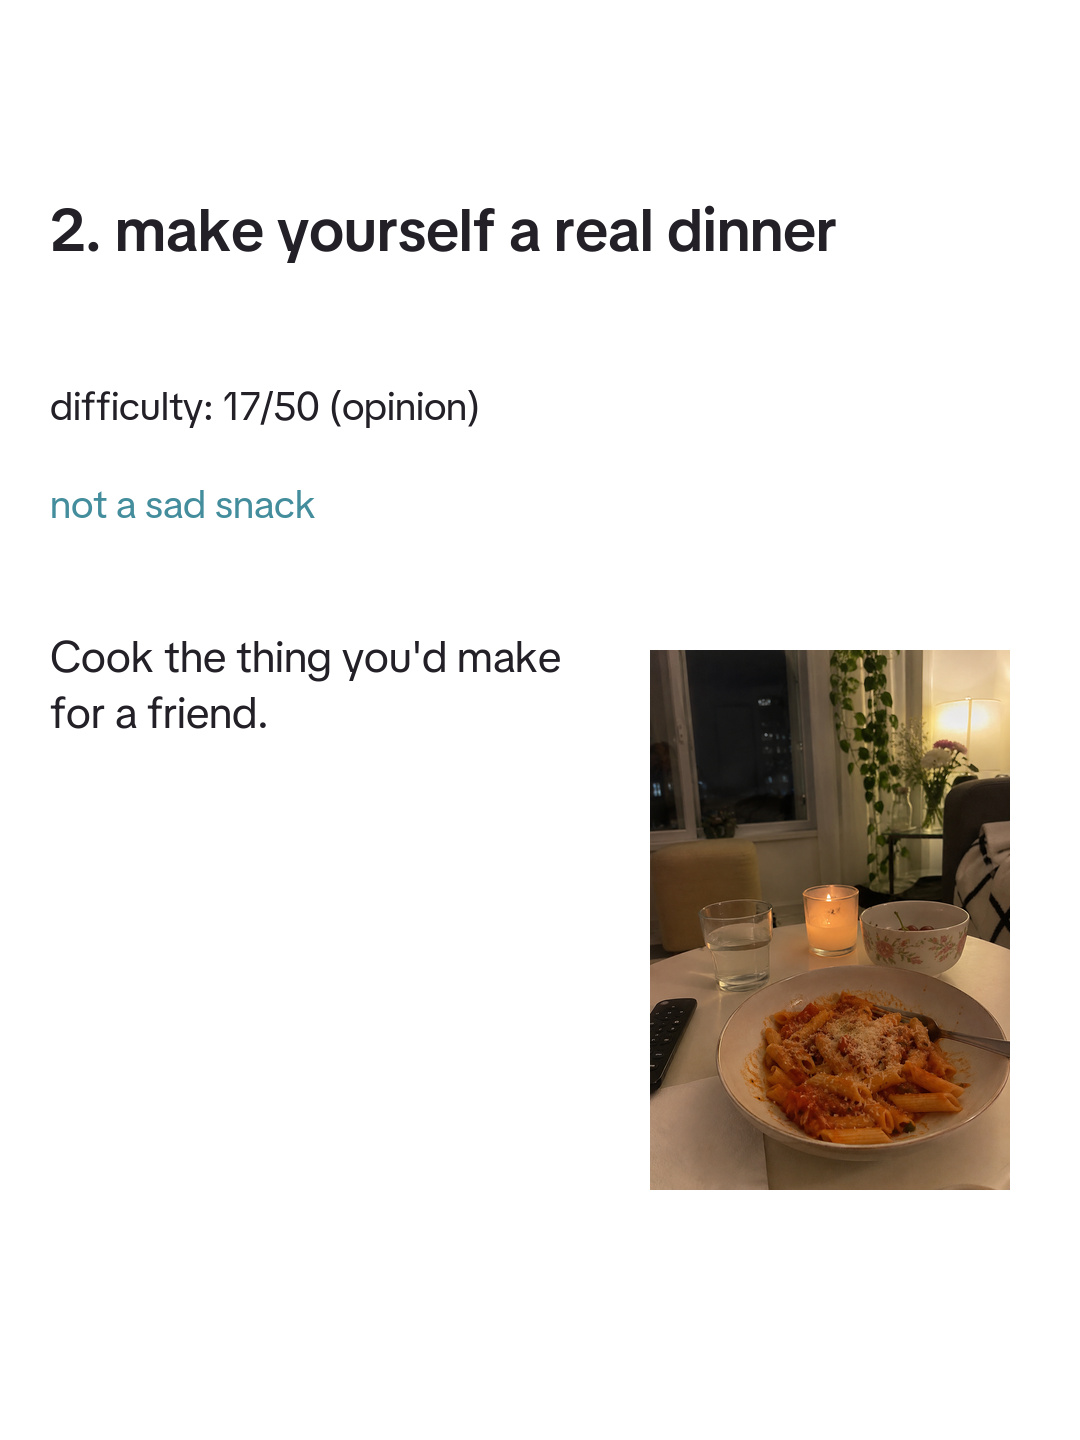 2. make yourself a real dinner
difficulty: 17/50 (opinion)
not a sad snack
Cook the thing you'd make
for a friend.